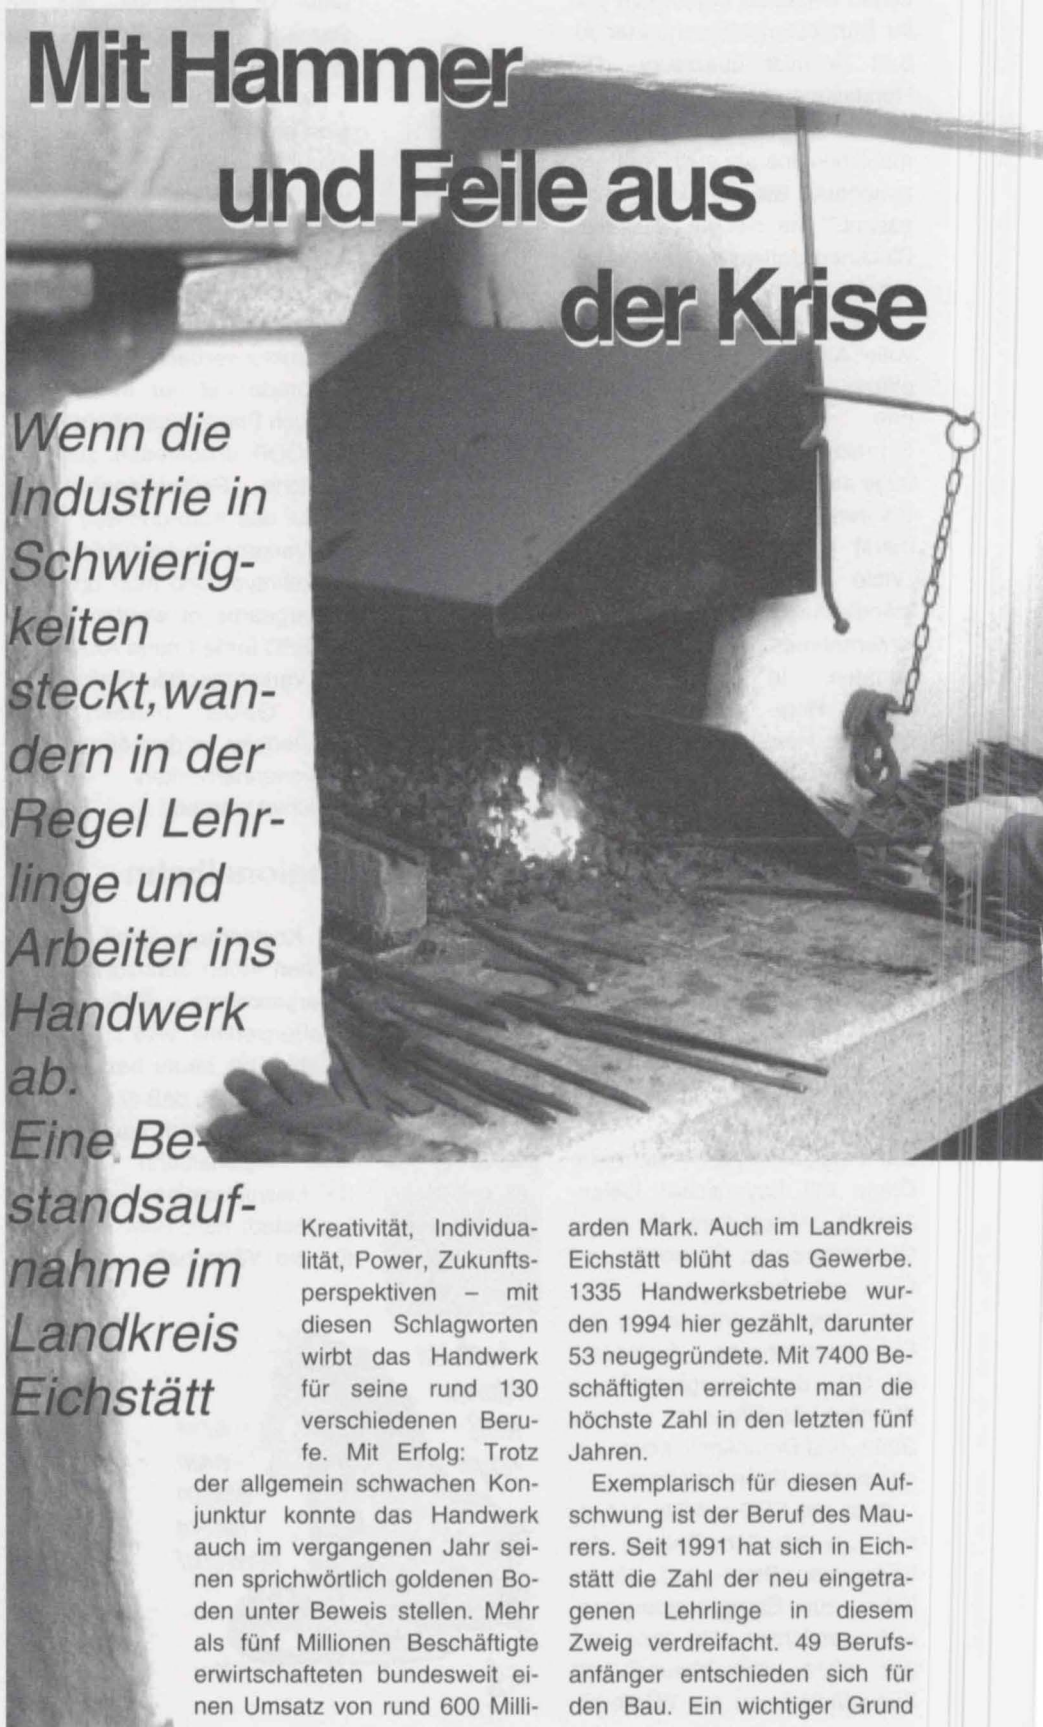 Mit Hammer
und Feile aus
der Krise
Wenn die
Industrie in
Schwierig-
keiten
steckt,wan-
dern in der
Regel Lehr-
linge und
Arbeiter ins
Handwerk
ab.
Eine Be-
standsauf-
nahme im
Landkreis
Eichstätt
Kreativität, Individua-
lität, Power, Zukunfts-
perspektiven – mit
diesen Schlagworten
wirbt das Handwerk
für seine rund 130
verschiedenen Beru-
fe. Mit Erfolg: Trotz
der allgemein schwachen Kon-
junktur konnte das Handwerk
auch im vergangenen Jahr sei-
nen sprichwörtlich goldenen Bo-
den unter Beweis stellen. Mehr
als fünf Millionen Beschäftigte
erwirtschafteten bundesweit ei-
nen Umsatz von rund 600 Milli-
arden Mark. Auch im Landkreis
Eichstätt blüht das Gewerbe.
1335 Handwerksbetriebe wur-
den 1994 hier gezählt, darunter
53 neugegründete. Mit 7400 Be-
schäftigten erreichte man die
höchste Zahl in den letzten fünf
Jahren.
Exemplarisch für diesen Auf-
schwung ist der Beruf des Mau-
rers. Seit 1991 hat sich in Eich-
stätt die Zahl der neu eingetra-
genen Lehrlinge in diesem
Zweig verdreifacht. 49 Berufs-
anfänger entschieden sich für
den Bau. Ein wichtiger Grund